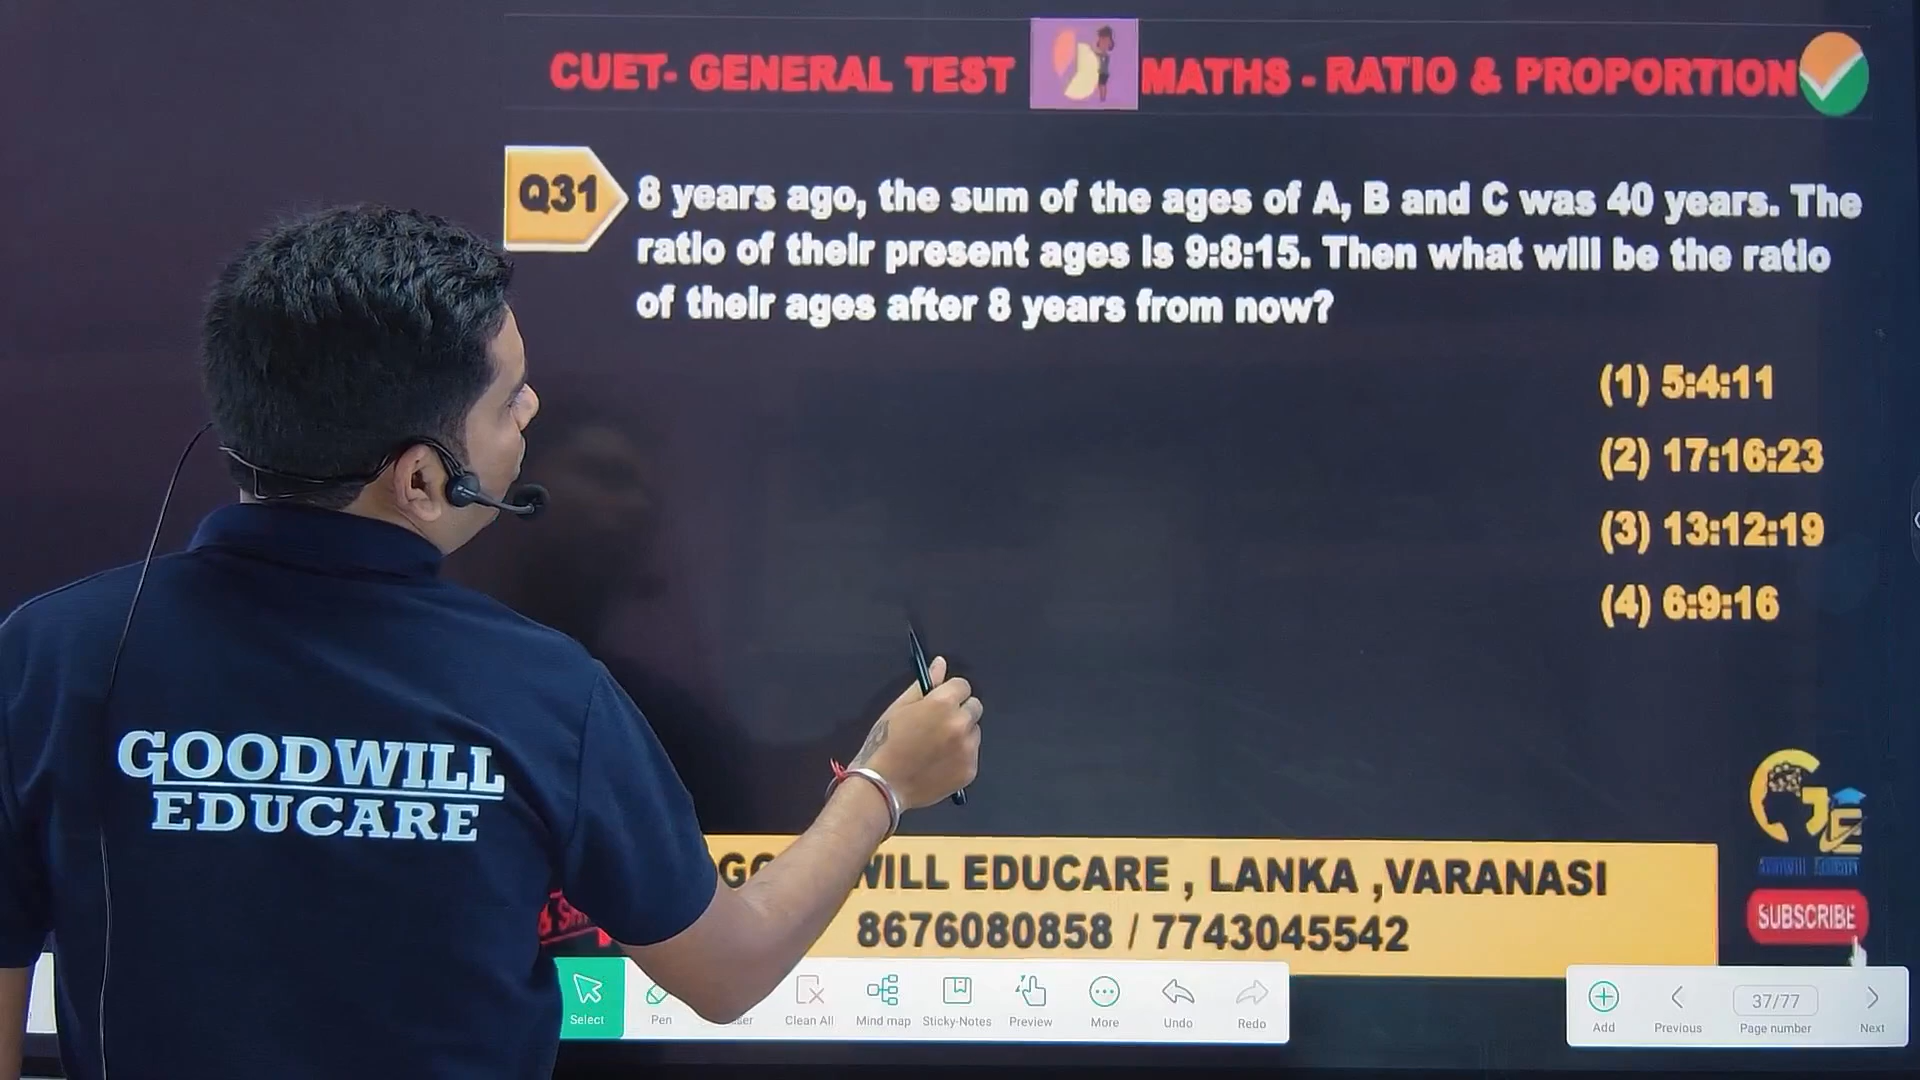 CUET- GENERAL TEST MATHS - RATIO & PROPORTION
Q31 8 years ago, the sum of the ages of A, B and C was 40 years. The
ratio of their present ages is 9:8:15. Then what will be the ratio
of their ages after 8 years from now?
(1) 5:4:11
(2) 17:16:23
(3) 13:12:19
(4) 6:9:16
GOODWILL
EDUCARE
WILL EDUCARE , LANKA ,VARANASI
8676080858 / 7743045542
SUBSCRIBE
Select Pen Clean All Mind map Sticky-Notes Preview More Undo Redo
Add Previous 37/77 Page number Next